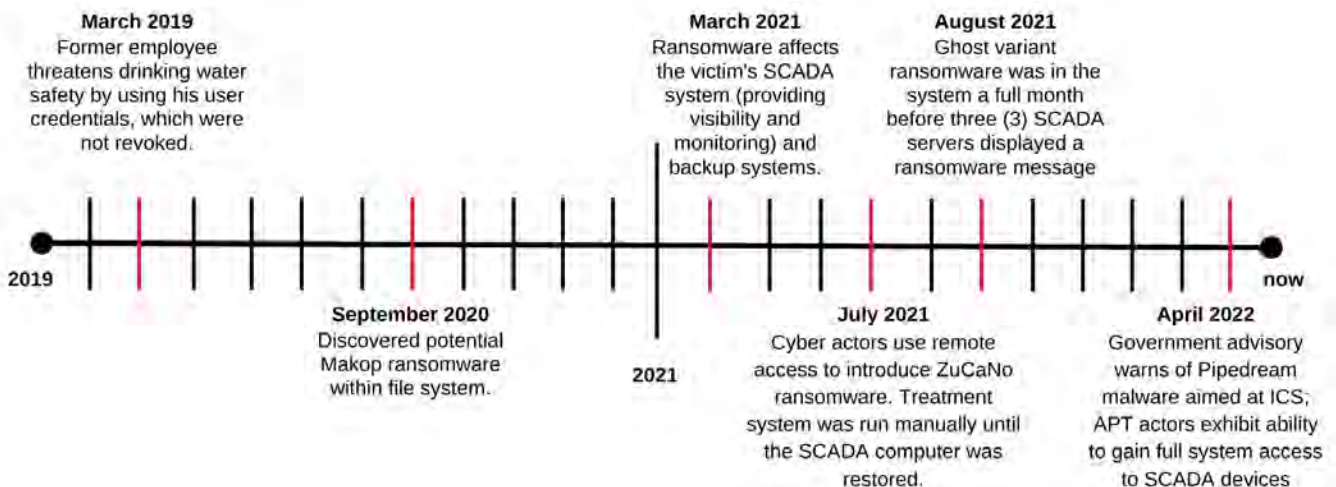 March 2019
Former employee
threatens drinking water
safety by using his user
credentials, which were
not revoked.
March 2021
Ransomware affects
the victim's SCADA
system (providing
visibility and
monitoring) and
backup systems.
August 2021
Ghost variant
ransomware was in the
system a full month
before three (3) SCADA
servers displayed a
ransomware message
2019
now
September 2020
Discovered potential
Makop ransomware
within file system.
2021
July 2021
Cyber actors use remote
access to introduce ZuCaNo
ransomware. Treatment
system was run manually until
the SCADA computer was
restored.
April 2022
Government advisory
warns of Pipedream
malware aimed at ICS;
APT actors exhibit ability
to gain full system access
to SCADA devices